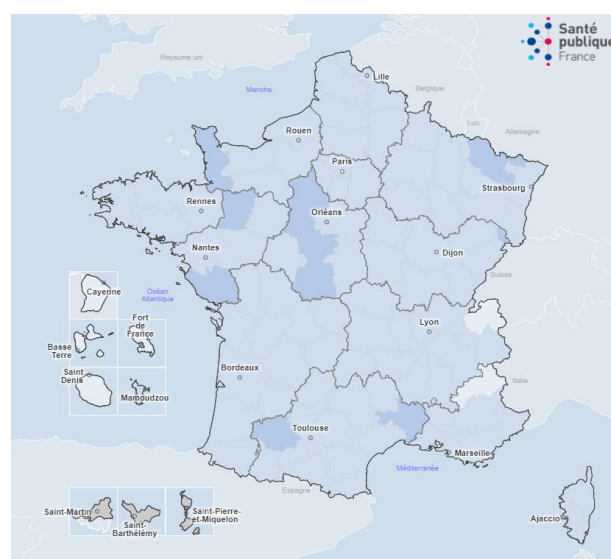 Santé
publique
France
Royaume uni
Lille
Belgique
Manche
Lux.
Allemagne
Rouen
Paris
Strasbourg
Rennes
Orléans
Nantes
Dijon
Suisse
Cayenne
Océan
Atlantique
Fort
de
France
Lyon
Basse
Terre
Saint
Denis
Bordeaux
Italie
Mamoudzou
Toulouse
Marseille
Méditerranée
Espagne
Saint-Martin
Saint-
Barthélémy
Saint-Pierre-
et-Miquelon
Ajaccio